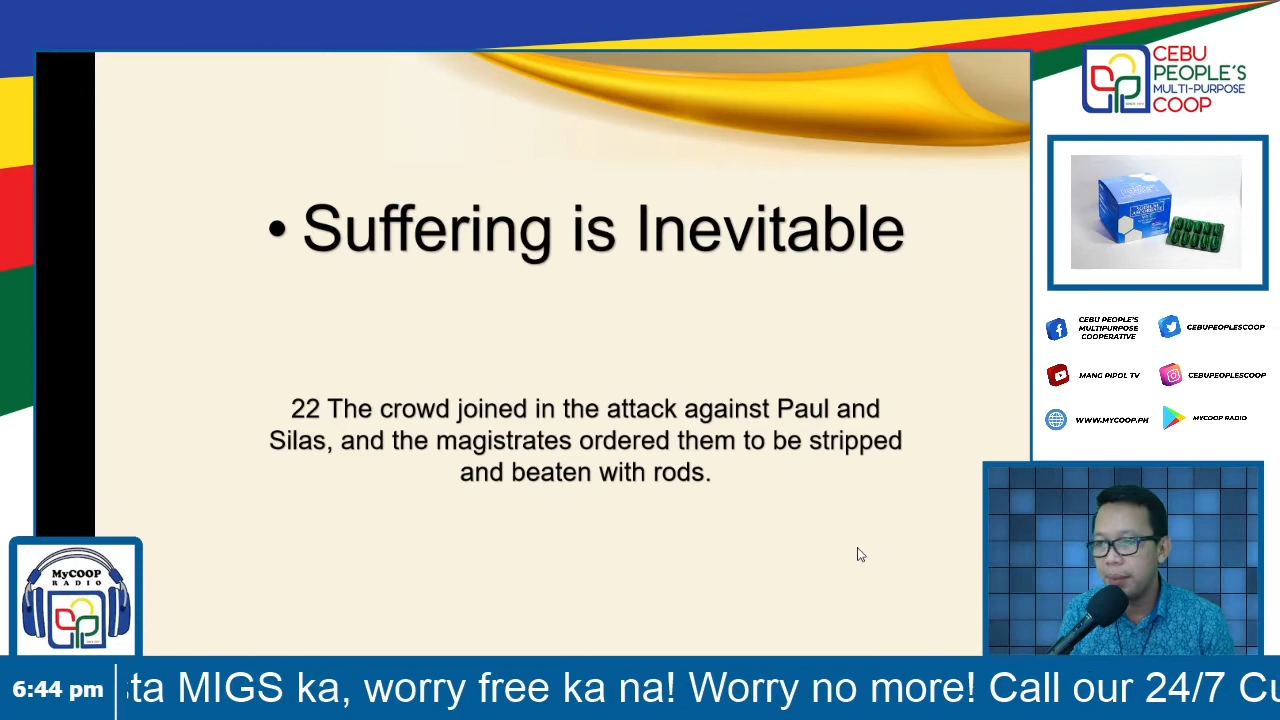 CEBU
PEOPLE'S
MULTI-PURPOSE
COOP
• Suffering is Inevitable
22 The crowd joined in the attack against Paul and
Silas, and the magistrates ordered them to be stripped
and beaten with rods.
CEBU PEOPLE'S
MULTIPURPOSE
COOPERATIVE
CEBUPEOPLESCOOP
MANG PIPOL TV
CEBUPEOPLESCOOP
WWW.MYCOOP.PH
MYCOOP RADIO
MyCOOP
RADIO
6:44 pm
ta MIGS ka, worry free ka na! Worry no more! Call our 24/7 Cu